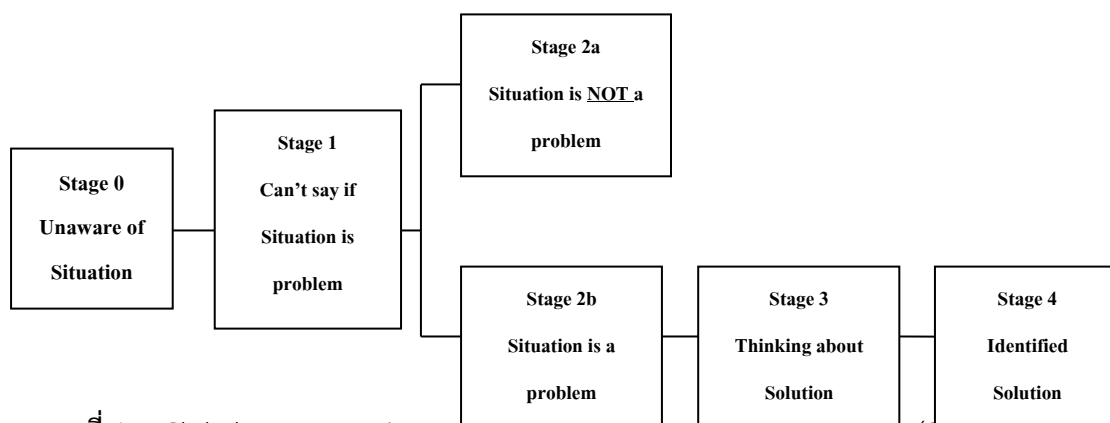 Stage 0
Unaware of
Situation
Stage 1
Can't say if
Situation is
problem
Stage 2a
Situation is NOT a
problem
Stage 2b
Situation is a
problem
Stage 3
Thinking about
Solution
Stage 4
Identified
Solution
ที่